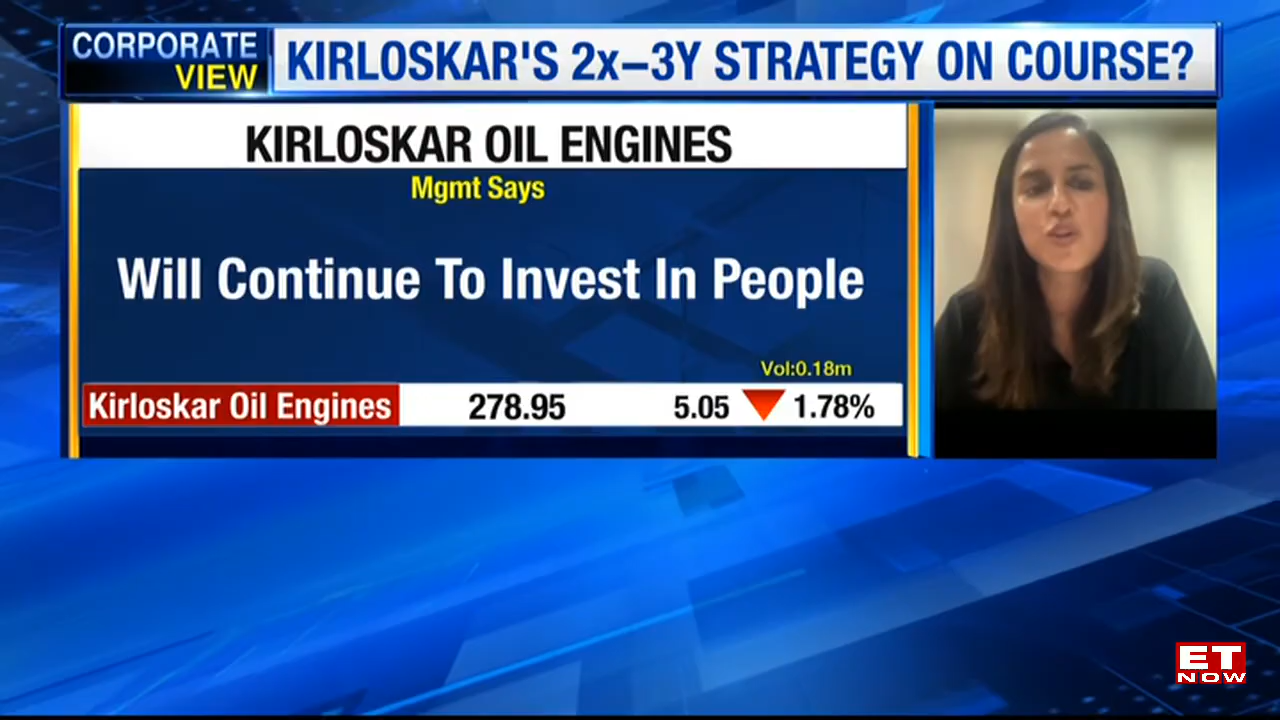 CORPORATE
VIEW
KIRLOSKAR'S 2x–3Y STRATEGY ON COURSE?
KIRLOSKAR OIL ENGINES
Mgmt Says
Will Continue To Invest In People
Vol:0.18m
Kirloskar Oil Engines 278.95 5.05 1.78%
ET
NOW